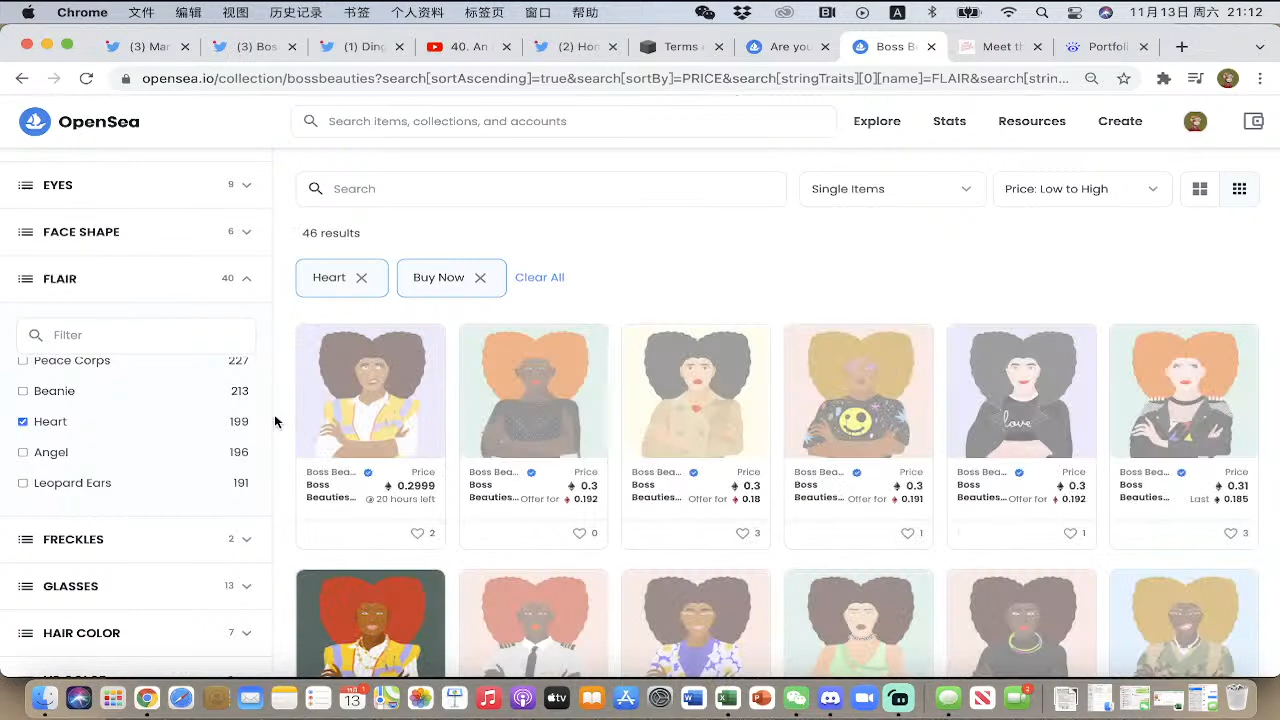 Chrome 文件 编辑 视图 历史记录 书签 个人资料 标签页 窗口 帮助 A 11月13日 周六 21:12
(3) Mar (3) Bos (1) Ding 40. An (2) Hon Terms Are you Boss Be Meet th Portfoli
opensea.io/collection/bossbeauties?search[sortAscending]=true&search[sortBy]=PRICE&search[stringTraits][0][name]=FLAIR&search[strin...
OpenSea Search items, collections, and accounts Explore Stats Resources Create
EYES 9
Search Single Items Price: Low to High
FACE SHAPE 6
46 results
FLAIR 40
Heart Buy Now Clear All
Filter
Peace Corps 227
Beanie 213
Heart 199
Angel 196
Leopard Ears 191
FRECKLES 2
GLASSES 13
HAIR COLOR 7
love
Boss Bea... Price Boss Bea... Price Boss Bea... Price Boss Bea... Price Boss Bea... Price Boss Bea... Price
Boss 0.2999 Boss 0.3 Boss 0.3 Boss 0.3 Boss 0.3 Boss 0.31
Beauties... 20 hours left Beauties... Offer for 0.192 Beauties... Offer for 0.18 Beauties... Offer for 0.191 Beauties... Offer for 0.192 Beauties... Last 0.185
2 0 3 1 1 3